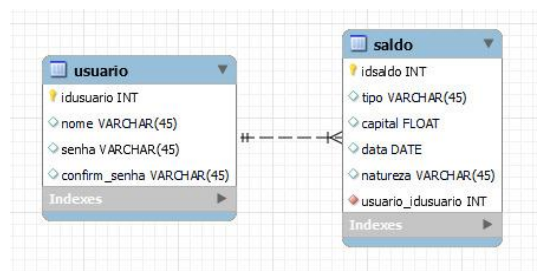 usuario
idusuario INT
nome VARCHAR(45)
senha VARCHAR(45)
confirm_senha VARCHAR(45)
Indexes
saldo
idsaldo INT
tipo VARCHAR(45)
capital FLOAT
data DATE
natureza VARCHAR(45)
usuario_idusuario INT
Indexes